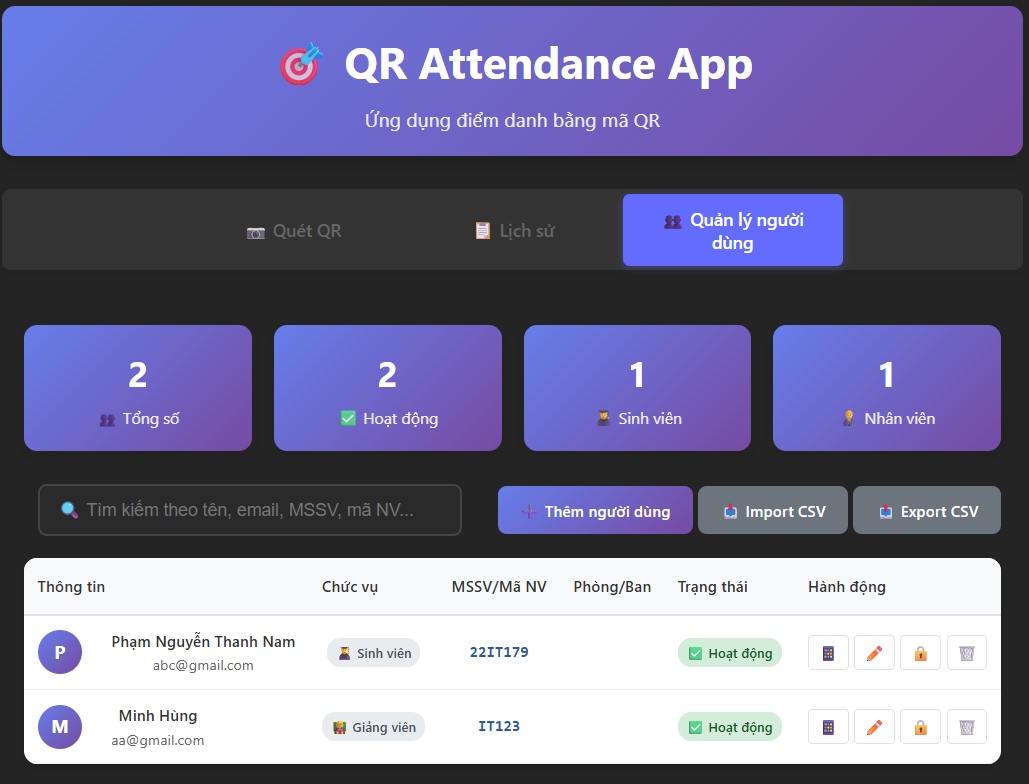 QR Attendance App
Ứng dụng điểm danh bằng mã QR
Quét QR
Lịch sử
Quản lý người
dùng
2
Tổng số
2
Hoạt động
1
Sinh viên
1
Nhân viên
Tìm kiếm theo tên, email, MSSV, mã NV...
Thêm người dùng
Import CSV
Export CSV
Thông tin Chức vụ MSSV/Mã NV Phòng/Ban Trạng thái Hành động
P
Phạm Nguyễn Thanh Nam
abc@gmail.com
Sinh viên
22IT179
Hoạt động
M
Minh Hùng
aa@gmail.com
Giảng viên
IT123
Hoạt động